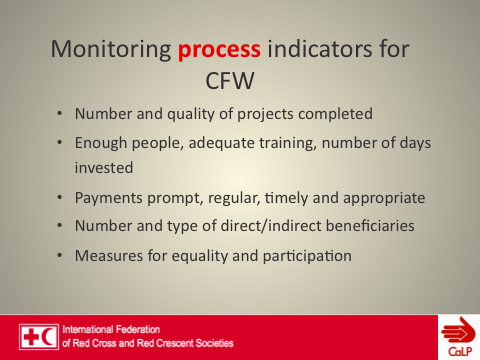 Monitoring process indicators for
CFW
• Number and quality of projects completed
• Enough people, adequate training, number of days
invested
• Payments prompt, regular, timely and appropriate
• Number and type of direct/indirect beneficiaries
• Measures for equality and participation
International Federation
of Red Cross and Red Crescent Societies
CaLP